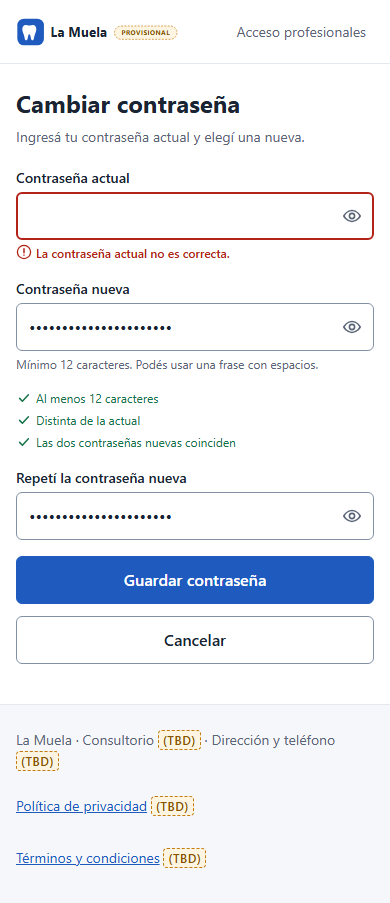 La Muela PROVISIONAL Acceso profesionales
Cambiar contraseña
Ingresá tu contraseña actual y elegí una nueva.
Contraseña actual
La contraseña actual no es correcta.
Contraseña nueva
••••••••••••••••••••••
Mínimo 12 caracteres. Podés usar una frase con espacios.
Al menos 12 caracteres
Distinta de la actual
Las dos contraseñas nuevas coinciden
Repetí la contraseña nueva
••••••••••••••••••••••
Guardar contraseña
Cancelar
La Muela · Consultorio (TBD) · Dirección y teléfono
(TBD)
Política de privacidad (TBD)
Términos y condiciones (TBD)